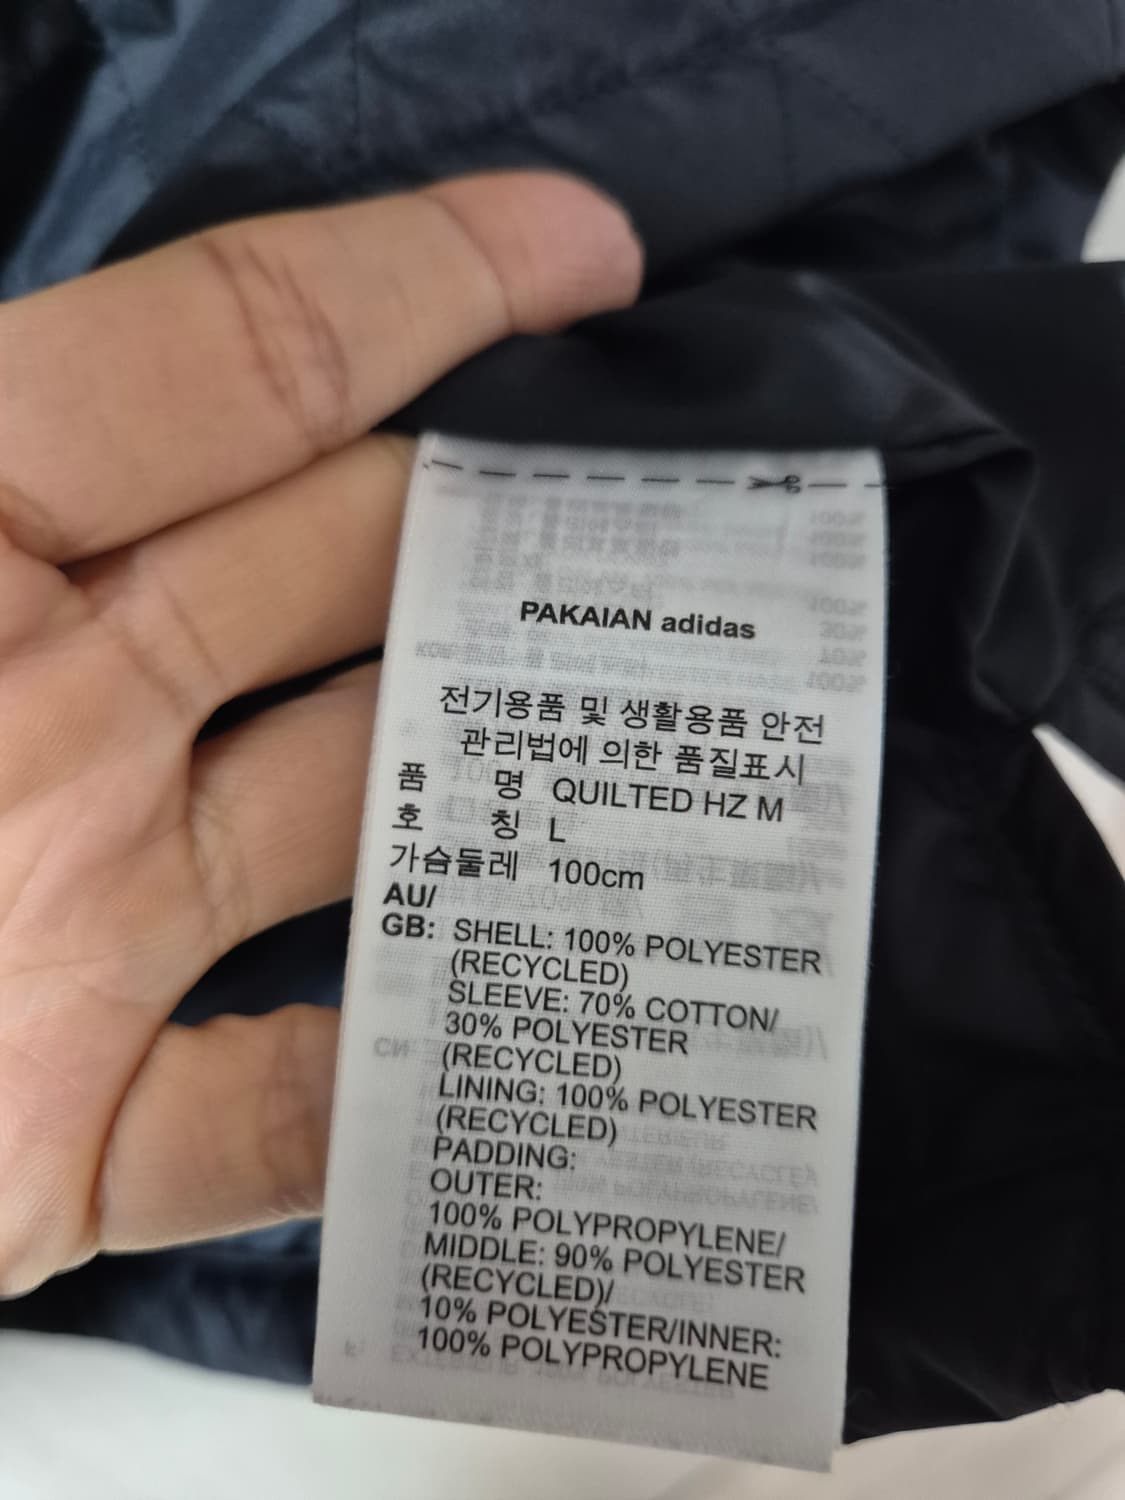 PAKAIAN adidas
전기용품 및 생활용품 안전
관리법에 의한 품질표시
품 명 QUILTED HZ M
호 칭 L
가슴둘레 100cm
AU/
GB: SHELL: 100% POLYESTER
(RECYCLED)
SLEEVE: 70% COTTON/
30% POLYESTER
(RECYCLED)
LINING: 100% POLYESTER
(RECYCLED)
PADDING:
OUTER:
100% POLYPROPYLENE/
MIDDLE: 90% POLYESTER
(RECYCLED)/
10% POLYESTER/INNER:
100% POLYPROPYLENE